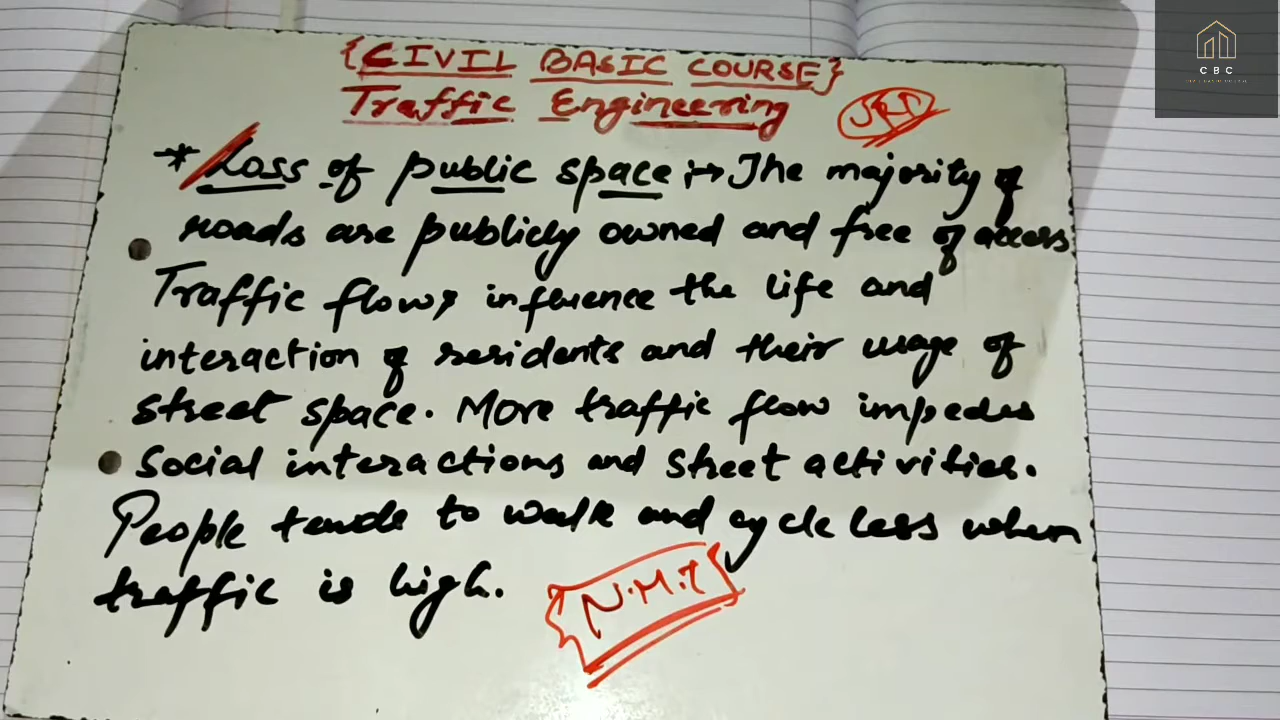 {CIVIL BASIC COURSE}
Traffic Engineering
* Loss of public space :→ The majority of
roads are publicly owned and free of access
Traffic flows influence the life and
interaction of residents and their usage of
street space. More traffic flow impedes
social interactions and street activities.
People tends to walk and cycle less when
traffic is high.
N.M.T
CBC